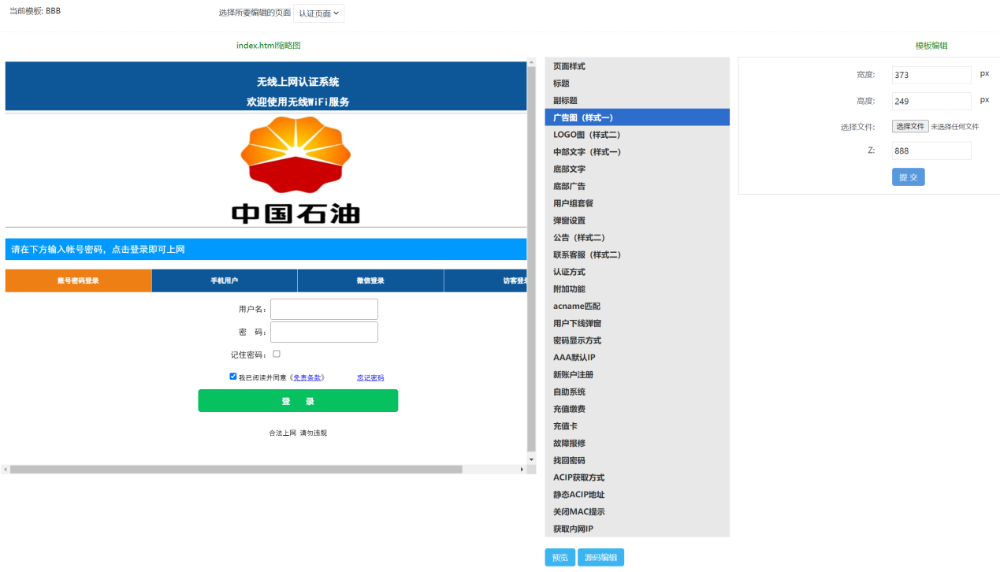 当前模板: BBB
选择所要编辑的页面 认证页面
index.html缩略图
无线上网认证系统
欢迎使用无线WiFi服务
中国石油
请在下方输入帐号密码，点击登录即可上网
账号密码登录 手机用户 微信登录 访客登录
用户名：
密 码：
记住密码：
我已阅读并同意《免责条款》 忘记密码
登 录
合法上网 请勿违规
页面样式
标题
副标题
广告图（样式一）
LOGO图（样式二）
中部文字（样式一）
底部文字
底部广告
用户组套餐
弹窗设置
公告（样式二）
联系客服（样式二）
认证方式
附加功能
acname匹配
用户下线弹窗
密码显示方式
AAA默认IP
新账户注册
自助系统
充值缴费
充值卡
故障报修
找回密码
ACIP获取方式
静态ACIP地址
关闭MAC提示
获取内网IP
预览 源码编辑
模板编辑
宽度: 373 px
高度: 249 px
选择文件: 选择文件 未选择任何文件
Z: 888
提 交